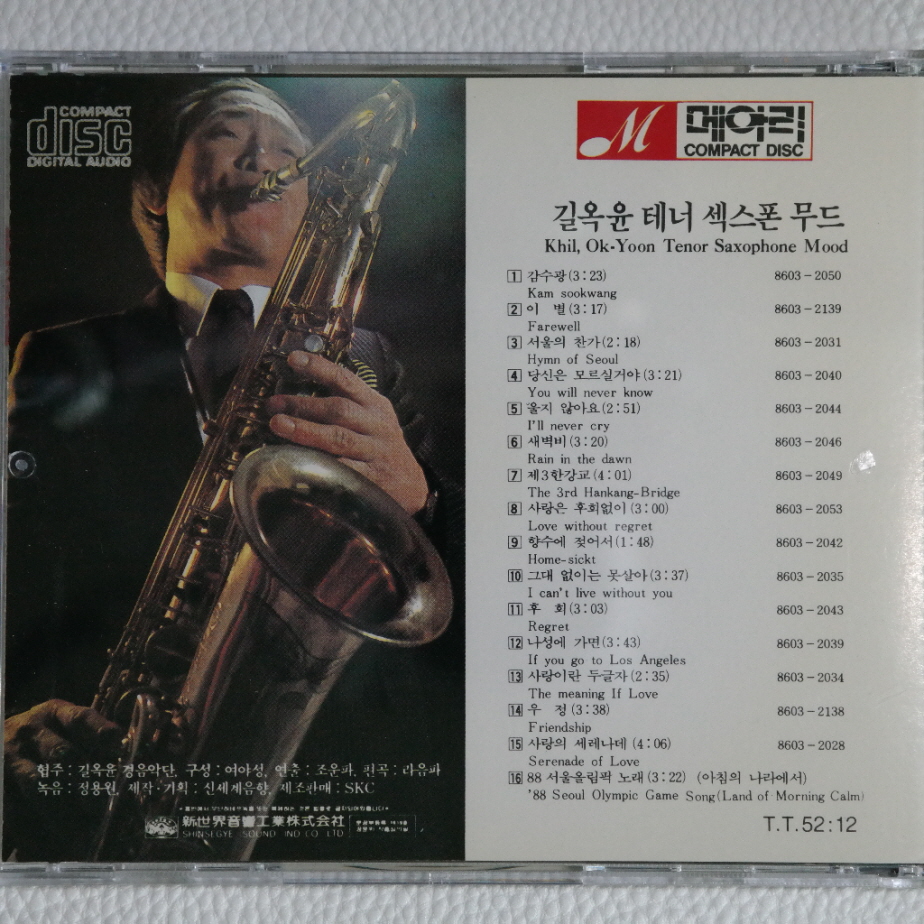 COMPACT
disc
DIGITAL AUDIO
M 메아리
COMPACT DISC
길옥윤 테너 섹스폰 무드
Khil, Ok-Yoon Tenor Saxophone Mood
1 감수광(3:23) 8603-2050
Kam sookwang
2 이 별(3:17) 8603-2139
Farewell
3 서울의 찬가(2:18) 8603-2031
Hymn of Seoul
4 당신은 모르실거야(3:21) 8603-2040
You will never know
5 울지 않아요(2:51) 8603-2044
I'll never cry
6 새벽비(3:20) 8603-2046
Rain in the dawn
7 제3한강교(4:01) 8603-2049
The 3rd Hankang-Bridge
8 사랑은 후회없이(3:00) 8603-2053
Love without regret
9 향수에 젖어서(1:48) 8603-2042
Home-sickt
10 그대 없이는 못살아(3:37) 8603-2035
I can't live without you
11 후 회(3:03) 8603-2043
Regret
12 나성에 가면(3:43) 8603-2039
If you go to Los Angeles
13 사랑이란 두글자(2:35) 8603-2034
The meaning If Love
14 우 정(3:38) 8603-2138
Friendship
15 사랑의 세레나데(4:06) 8603-2028
Serenade of Love
16 88 서울올림픽 노래(3:22) (아침의 나라에서)
'88 Seoul Olympic Game Song(Land of Morning Calm)
T.T.52:12
협주: 길옥윤 경음악단, 구성: 여야성, 연출: 조운파, 편곡: 라음파
녹음: 정용원, 제작·기획: 신세계음향, 제조판매: SKC
新世界音響工業株式会社
SHINSEGYE SOUND IND CO LTD